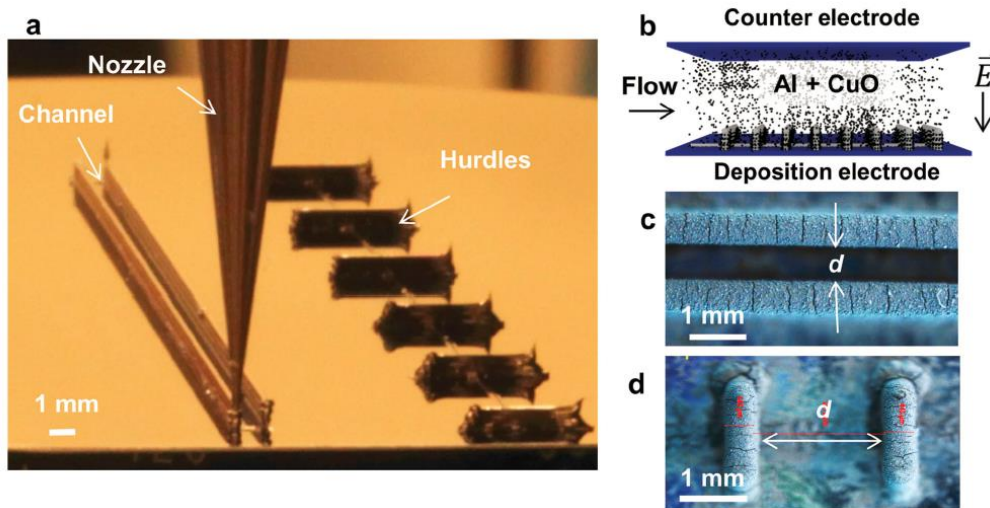 a
Nozzle
Channel
Hurdles
1 mm
b
Counter electrode
Flow
Al + CuO
E
Deposition electrode
c
d
1 mm
d
d
1 mm